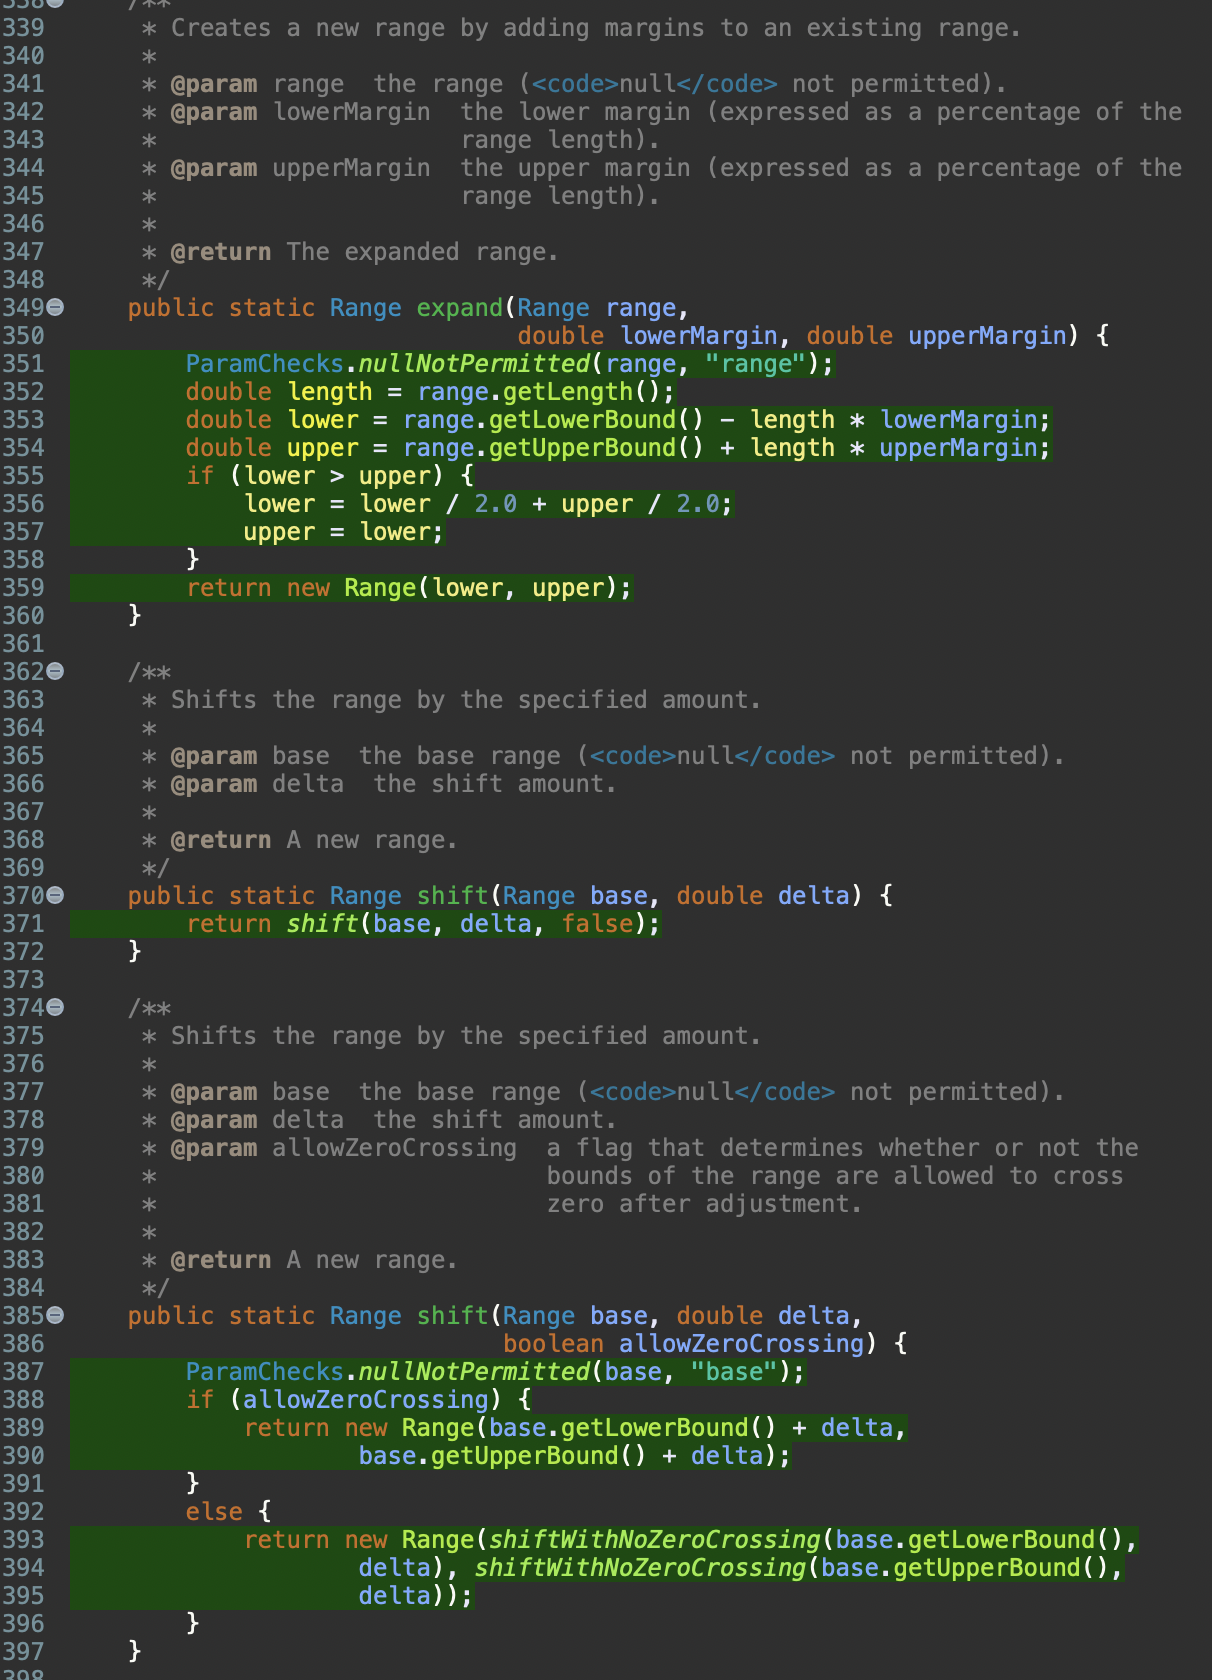 338 /**
339 * Creates a new range by adding margins to an existing range.
340 *
341 * @param range  the range (<code>null</code> not permitted).
342 * @param lowerMargin  the lower margin (expressed as a percentage of the
343 *                     range length).
344 * @param upperMargin  the upper margin (expressed as a percentage of the
345 *                     range length).
346 *
347 * @return The expanded range.
348 */
349 public static Range expand(Range range,
350                            double lowerMargin, double upperMargin) {
351     ParamChecks.nullNotPermitted(range, "range");
352     double length = range.getLength();
353     double lower = range.getLowerBound() - length * lowerMargin;
354     double upper = range.getUpperBound() + length * upperMargin;
355     if (lower > upper) {
356         lower = lower / 2.0 + upper / 2.0;
357         upper = lower;
358     }
359     return new Range(lower, upper);
360 }
361
362 /**
363 * Shifts the range by the specified amount.
364 *
365 * @param base  the base range (<code>null</code> not permitted).
366 * @param delta  the shift amount.
367 *
368 * @return A new range.
369 */
370 public static Range shift(Range base, double delta) {
371     return shift(base, delta, false);
372 }
373
374 /**
375 * Shifts the range by the specified amount.
376 *
377 * @param base  the base range (<code>null</code> not permitted).
378 * @param delta  the shift amount.
379 * @param allowZeroCrossing  a flag that determines whether or not the
380 *                           bounds of the range are allowed to cross
381 *                           zero after adjustment.
382 *
383 * @return A new range.
384 */
385 public static Range shift(Range base, double delta,
386                           boolean allowZeroCrossing) {
387     ParamChecks.nullNotPermitted(base, "base");
388     if (allowZeroCrossing) {
389         return new Range(base.getLowerBound() + delta,
390                 base.getUpperBound() + delta);
391     }
392     else {
393         return new Range(shiftWithNoZeroCrossing(base.getLowerBound(),
394                 delta), shiftWithNoZeroCrossing(base.getUpperBound(),
395                 delta));
396     }
397 }
398